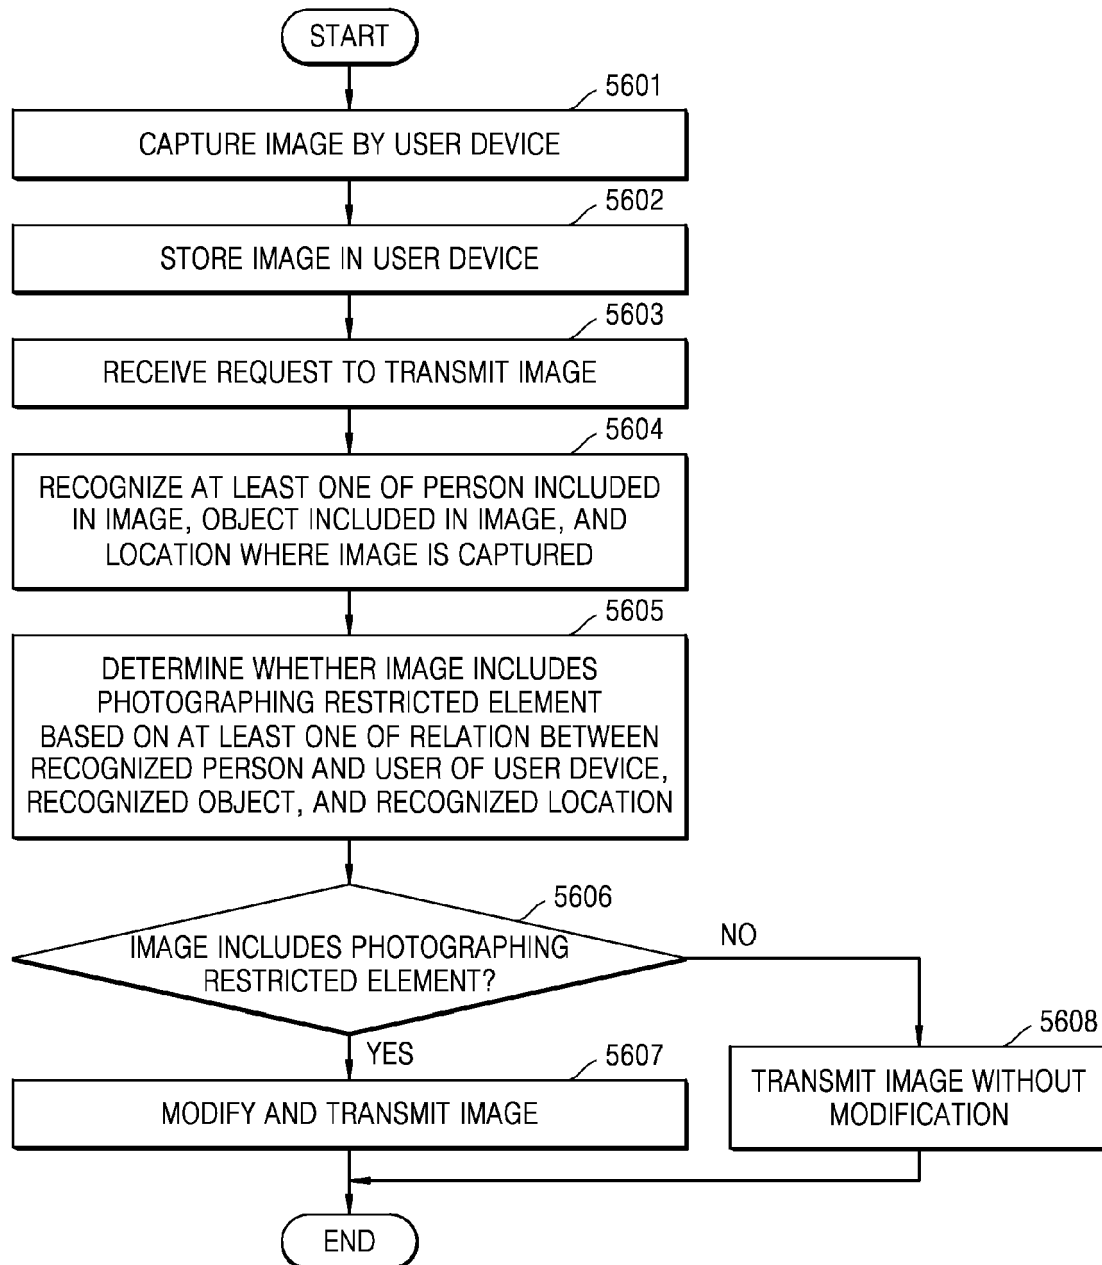 START
5601
CAPTURE IMAGE BY USER DEVICE
5602
STORE IMAGE IN USER DEVICE
5603
RECEIVE REQUEST TO TRANSMIT IMAGE
5604
RECOGNIZE AT LEAST ONE OF PERSON INCLUDED
IN IMAGE, OBJECT INCLUDED IN IMAGE, AND
LOCATION WHERE IMAGE IS CAPTURED
5605
DETERMINE WHETHER IMAGE INCLUDES
PHOTOGRAPHING RESTRICTED ELEMENT
BASED ON AT LEAST ONE OF RELATION BETWEEN
RECOGNIZED PERSON AND USER OF USER DEVICE,
RECOGNIZED OBJECT, AND RECOGNIZED LOCATION
5606
IMAGE INCLUDES PHOTOGRAPHING
RESTRICTED ELEMENT?
NO
YES
5607
MODIFY AND TRANSMIT IMAGE
5608
TRANSMIT IMAGE WITHOUT
MODIFICATION
END